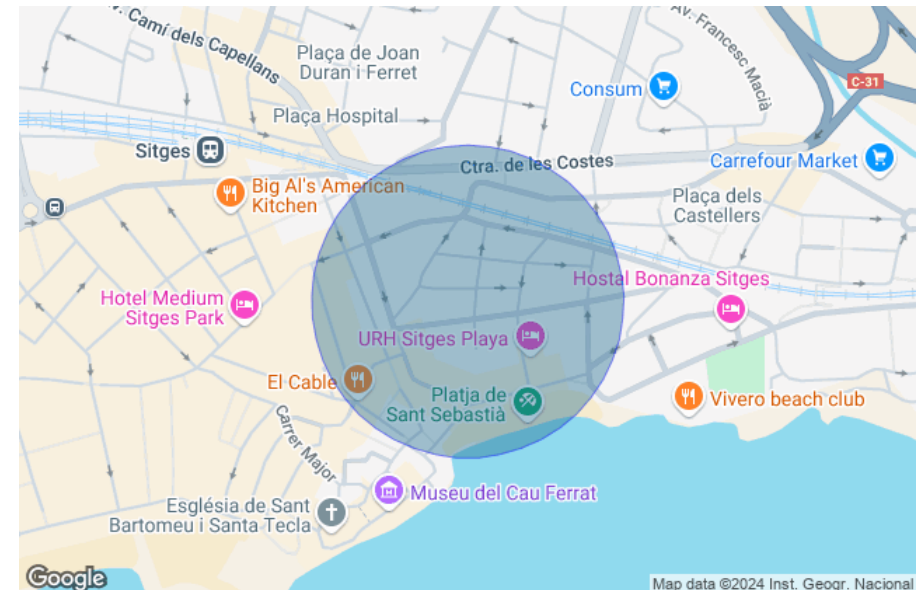 Av. Camí dels Capellans
Plaça de Joan
Duran i Ferret
Av. Francesc Macià
C-31
Consum
Plaça Hospital
Sitges
Ctra. de les Costes
Carrefour Market
Big Al's American
Kitchen
Plaça dels
Castellers
Hostal Bonanza Sitges
Hotel Medium
Sitges Park
URH Sitges Playa
El Cable
Platja de
Sant Sebastià
Vivero beach club
Carrer Major
Museu del Cau Ferrat
Església de Sant
Bartomeu i Santa Tecla
Google
Map data ©2024 Inst. Geogr. Nacional